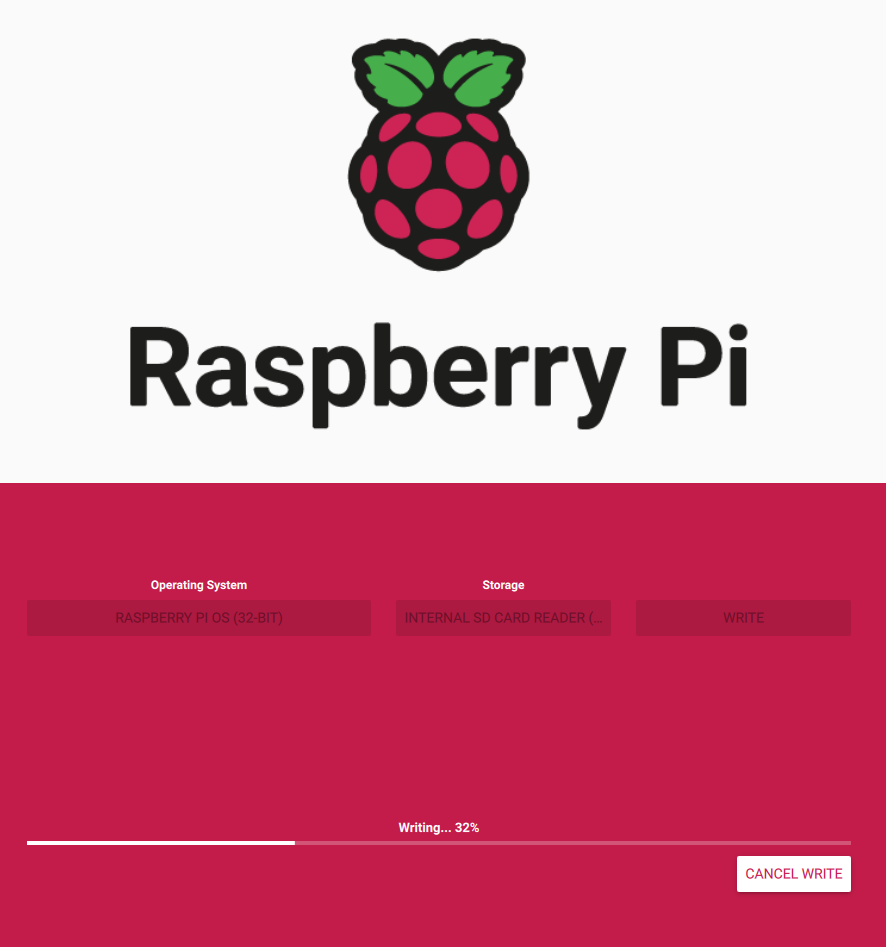 Raspberry Pi
Operating System
Storage
RASPBERRY PI OS (32-BIT)
INTERNAL SD CARD READER (...
WRITE
Writing... 32%
CANCEL WRITE